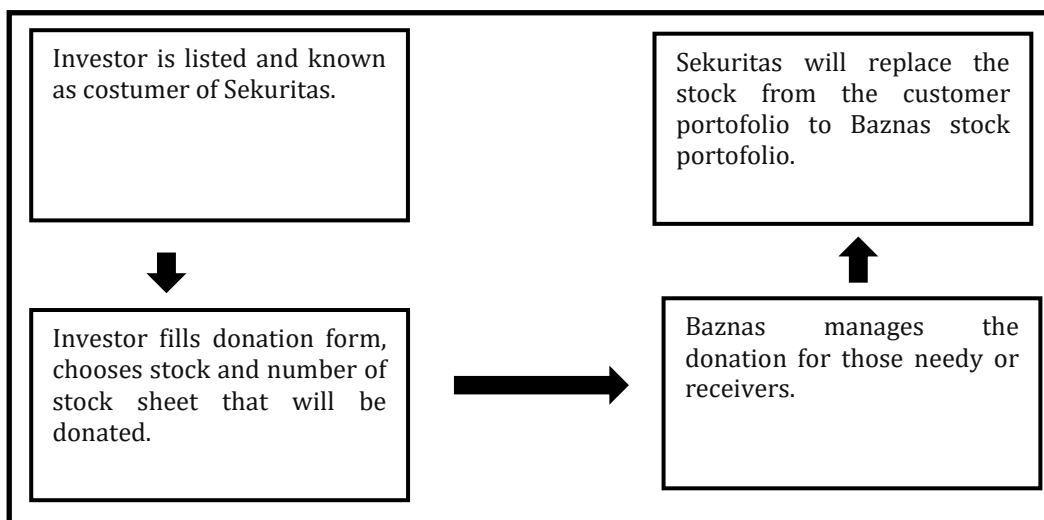 Investor is listed and known
as costumer of Sekuritas.
Investor fills donation form,
chooses stock and number of
stock sheet that will be
donated.
Baznas manages the
donation for those needy or
receivers.
Sekuritas will replace the
stock from the customer
portofolio to Baznas stock
portofolio.